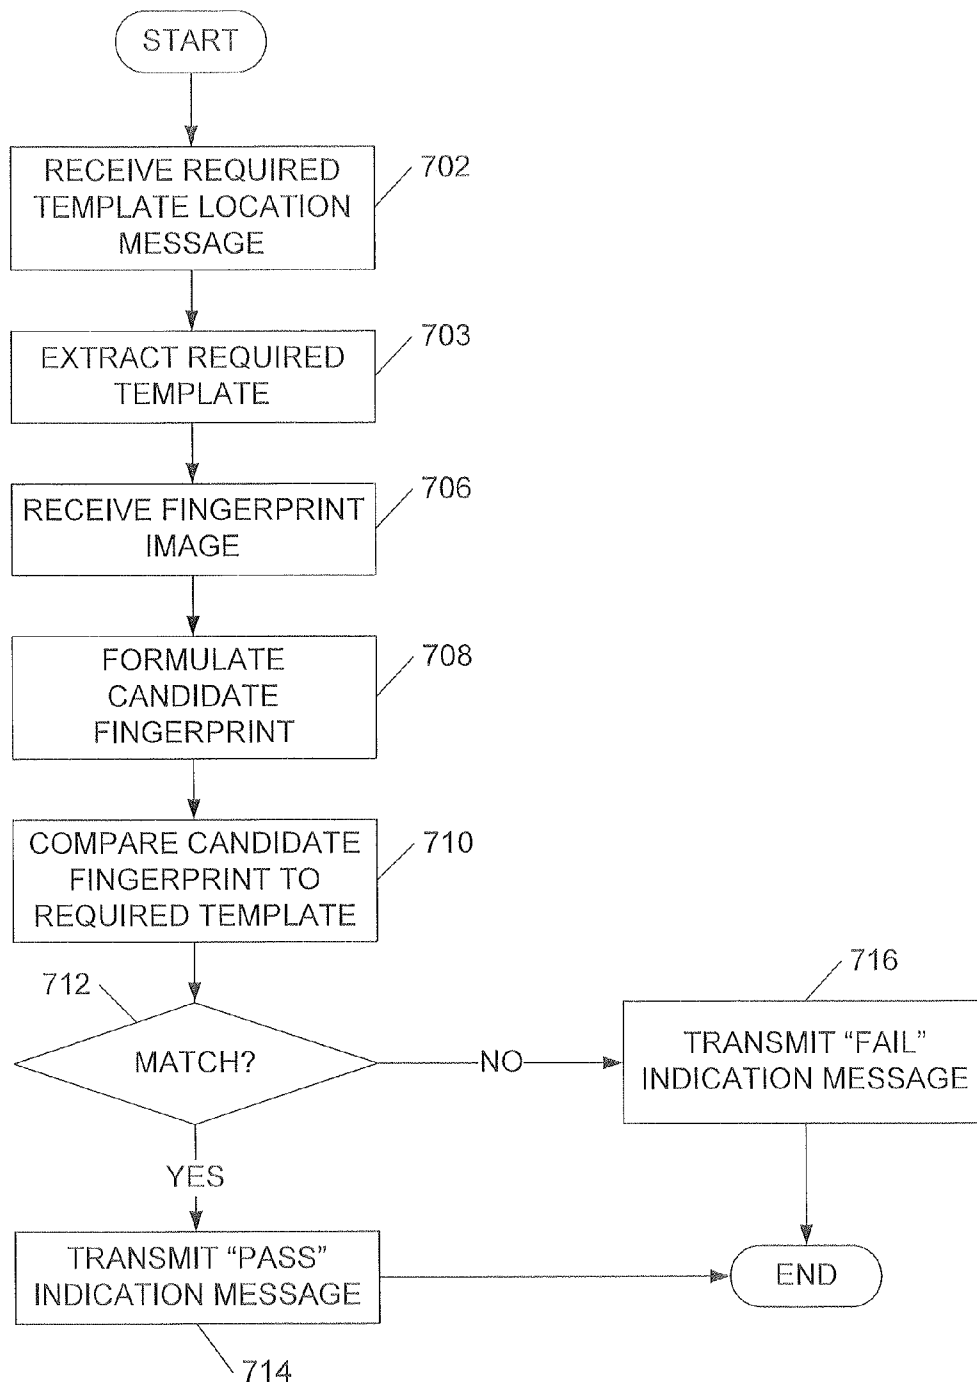 START
RECEIVE REQUIRED
TEMPLATE LOCATION
MESSAGE
702
EXTRACT REQUIRED
TEMPLATE
703
RECEIVE FINGERPRINT
IMAGE
706
FORMULATE
CANDIDATE
FINGERPRINT
708
COMPARE CANDIDATE
FINGERPRINT TO
REQUIRED TEMPLATE
710
712
MATCH?
NO
716
TRANSMIT “FAIL”
INDICATION MESSAGE
YES
TRANSMIT “PASS”
INDICATION MESSAGE
714
END